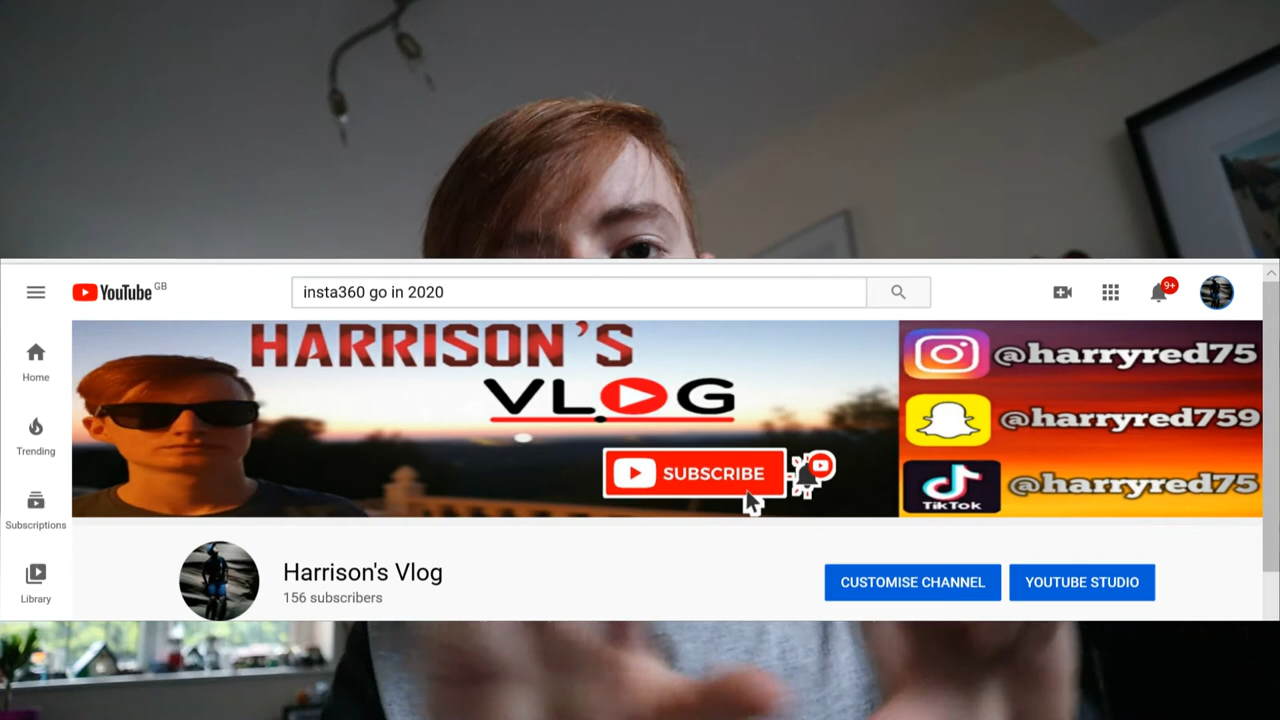 YouTube GB
insta360 go in 2020
9+
Home
Trending
Subscriptions
Library
HARRISON'S
VLOG
SUBSCRIBE
@harryred75
@harryred759
TikTok
@harryred75
Harrison's Vlog
156 subscribers
CUSTOMISE CHANNEL
YOUTUBE STUDIO